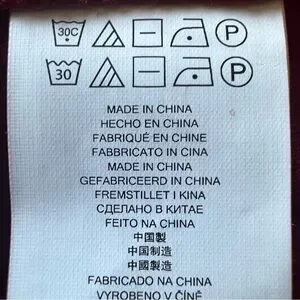 30C P
30 P
MADE IN CHINA
HECHO EN CHINA
FABRIQUÉ EN CHINE
FABBRICATO IN CINA
MADE IN CHINA
GEFABRICEERD IN CHINA
FREMSTILLET I KINA
СДЕЛАНО В КИТАЕ
FEITO NA CHINA
中国製
中国制造
中國製造
FABRICADO NA CHINA
VYROBENO V ČÍNĚ